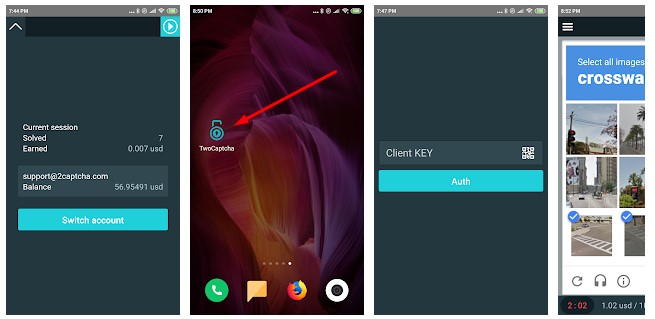 7:44 PM
Current session
Solved 7
Earned 0.007 usd
support@2captcha.com
Balance 56.95491 usd
Switch account
8:50 PM
TwoCaptcha
7:47 PM
Client KEY
Auth
8:52 PM
Select all images
crosswa
2:02 1.02 usd / 10